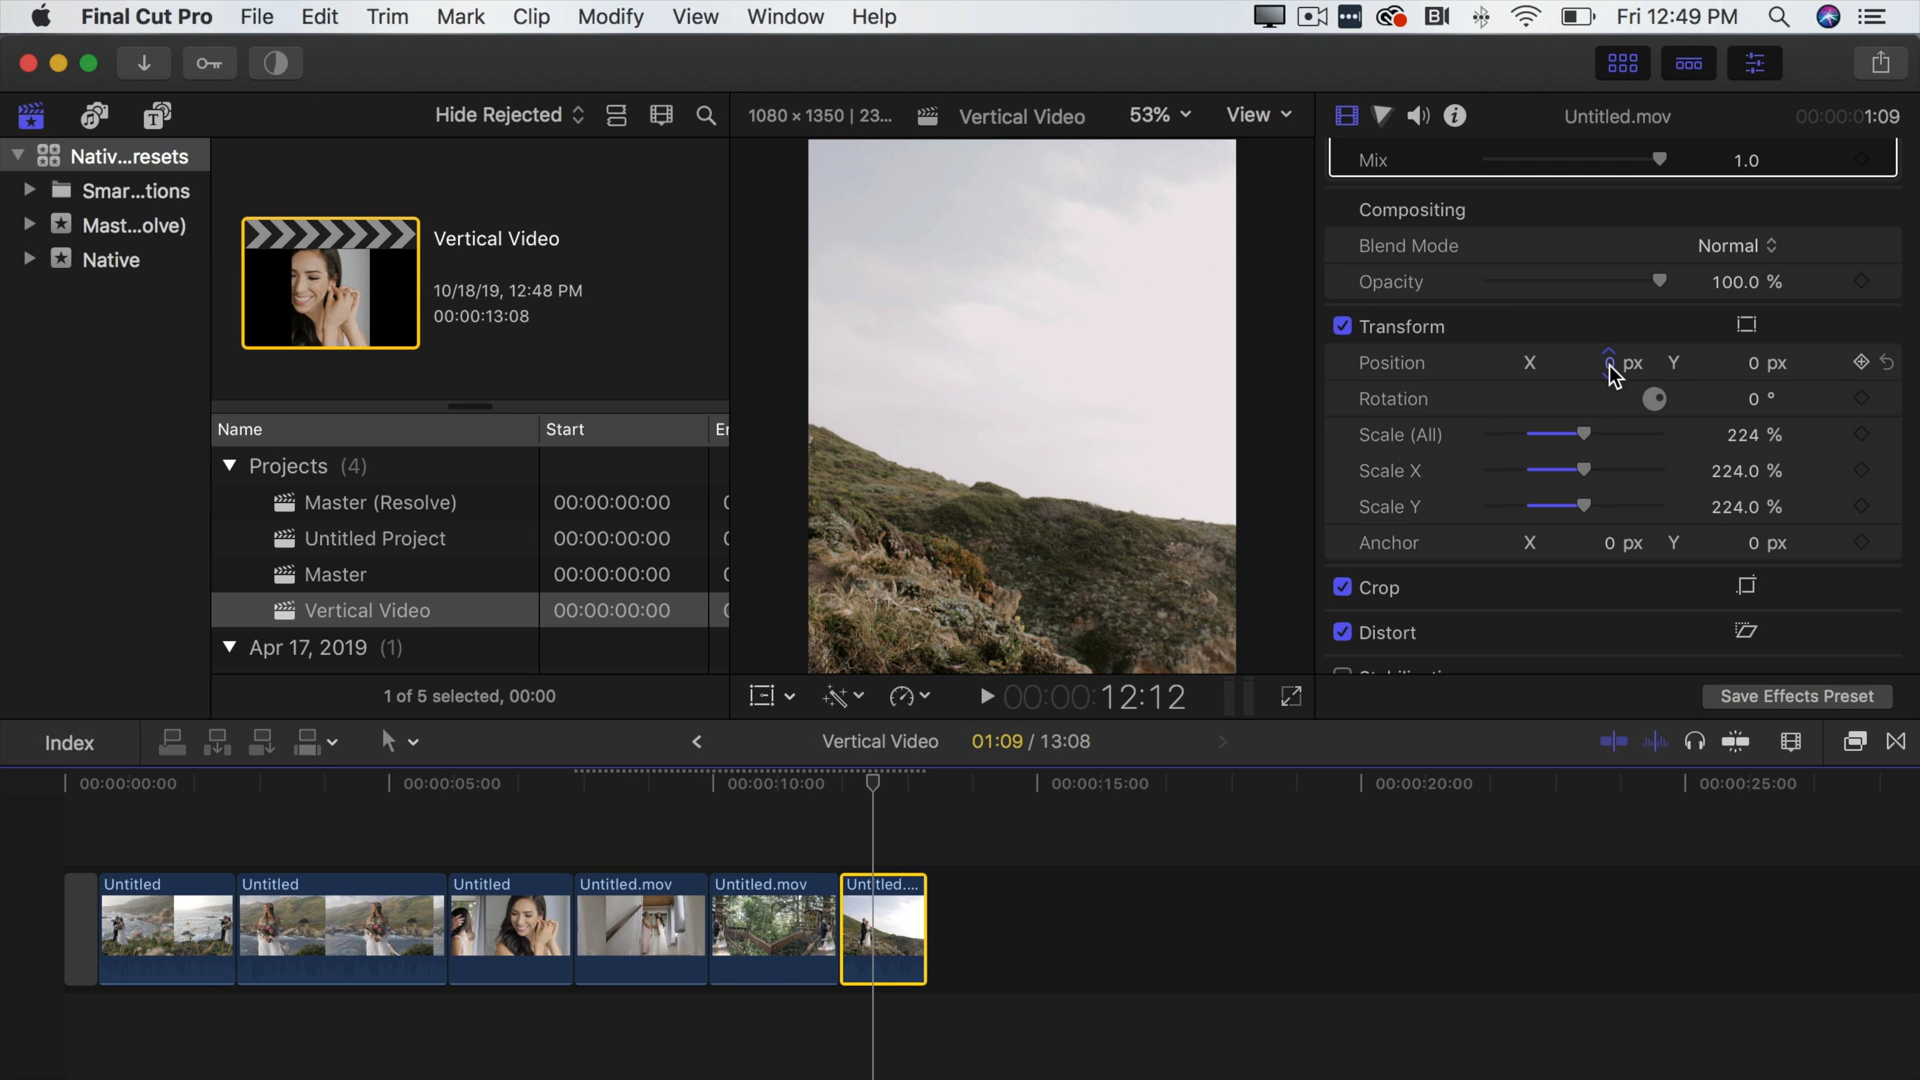 Final Cut Pro File Edit Trim Mark Clip Modify View Window Help Fri 12:49 PM
Hide Rejected
1080 × 1350 | 23... Vertical Video 53% View
Untitled.mov 00:00:01:09
Nativ...resets
Smar...tions
Mast...olve)
Native
Vertical Video
10/18/19, 12:48 PM
00:00:13:08
Name Start
Projects (4)
Master (Resolve) 00:00:00:00
Untitled Project 00:00:00:00
Master 00:00:00:00
Vertical Video 00:00:00:00
Apr 17, 2019 (1)
1 of 5 selected, 00:00
00:00:12:12
Mix 1.0
Compositing
Blend Mode Normal
Opacity 100.0 %
Transform
Position X 0 px Y 0 px
Rotation 0 °
Scale (All) 224 %
Scale X 224.0 %
Scale Y 224.0 %
Anchor X 0 px Y 0 px
Crop
Distort
Save Effects Preset
Index
Vertical Video 01:09 / 13:08
00:00:00:00 00:00:05:00 00:00:10:00 00:00:15:00 00:00:20:00 00:00:25:00
Untitled Untitled Untitled Untitled.mov Untitled.mov Untitled....